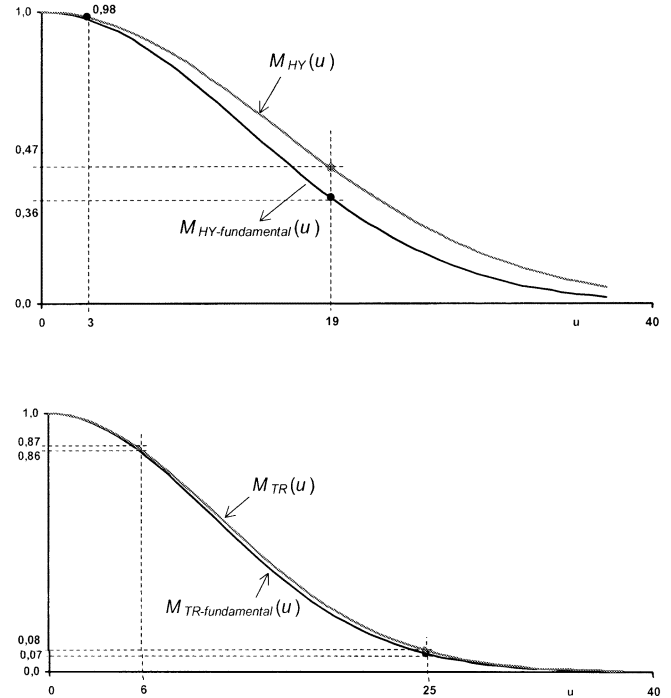 1,0
0,98
M HY (u)
0,47
0,36
M HY-fundamental (u)
0,0
0 3 19 u 40
1,0
0,87
0,86
M TR (u)
M TR-fundamental (u)
0,08
0,07
0,0
0 6 25 u 40